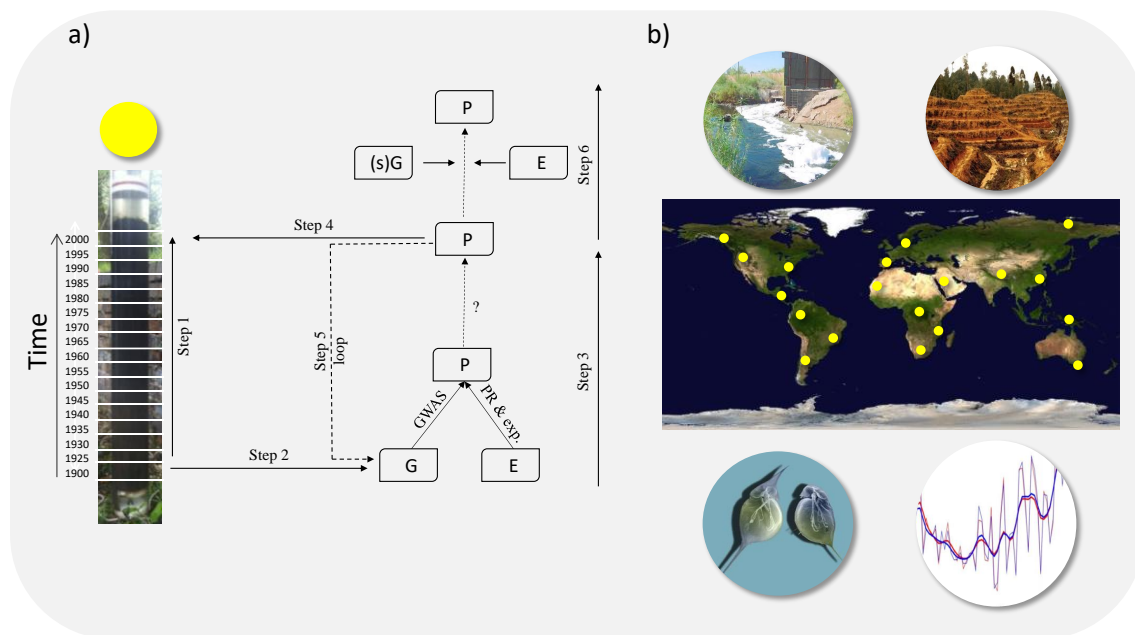 a)
b)
P
(s)G
E
Step 6
Step 4
P
2000
1995
1990
1985
1980
1975
1970
1965
1960
1955
1950
1945
1940
1935
1930
1925
1900
Time
Step 1
Step 5
loop
?
Step 3
P
GWAS
PR & exp.
Step 2
G
E